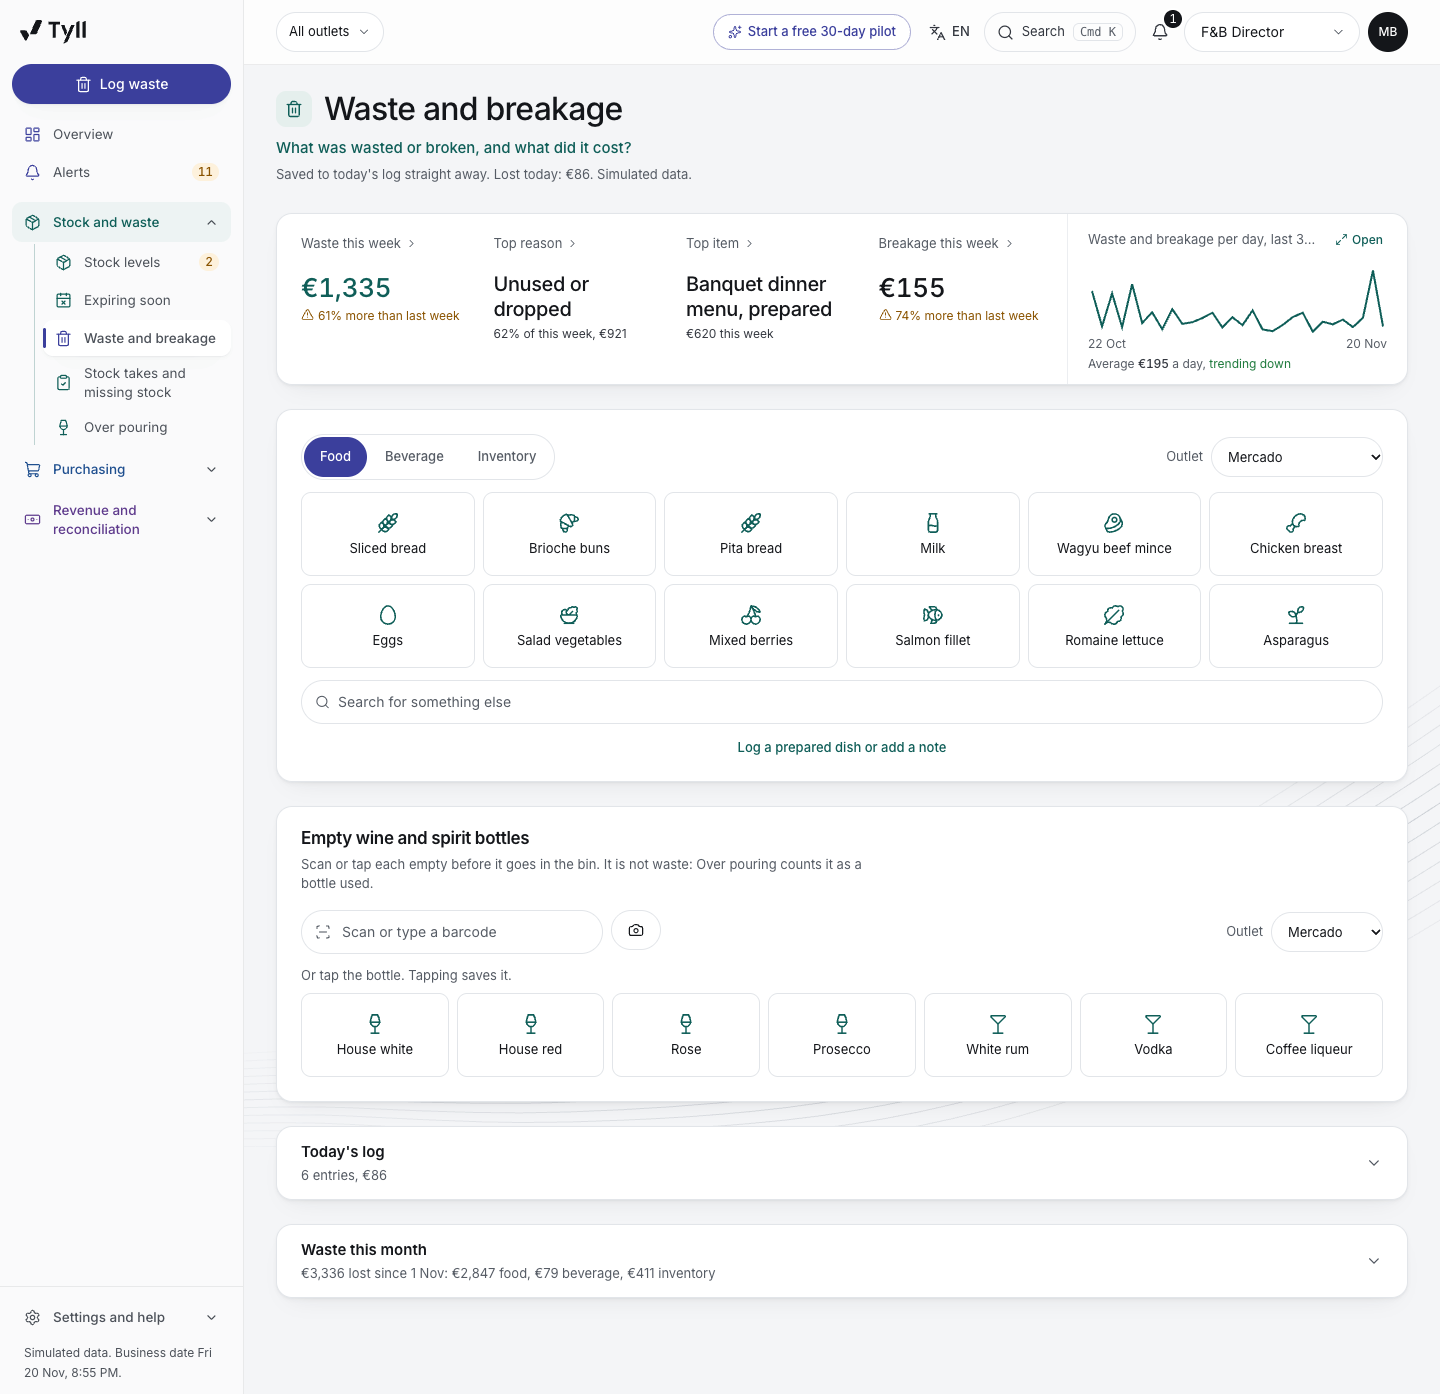 Tyll
Log waste
Overview
Alerts
11
Stock and waste
Stock levels
2
Expiring soon
Waste and breakage
Stock takes and
missing stock
Over pouring
Purchasing
Revenue and
reconciliation
Settings and help
Simulated data. Business date Fri
20 Nov, 8:55 PM.
All outlets
Start a free 30-day pilot
EN
Search
Cmd K
1
F&B Director
MB
Waste and breakage
What was wasted or broken, and what did it cost?
Saved to today's log straight away. Lost today: €86. Simulated data.
Waste this week
€1,335
61% more than last week
Top reason
Unused or
dropped
62% of this week, €921
Top item
Banquet dinner
menu, prepared
€620 this week
Breakage this week
€155
74% more than last week
Waste and breakage per day, last 3...
Open
22 Oct
20 Nov
Average €195 a day, trending down
Food
Beverage
Inventory
Outlet
Mercado
Sliced bread
Brioche buns
Pita bread
Milk
Wagyu beef mince
Chicken breast
Eggs
Salad vegetables
Mixed berries
Salmon fillet
Romaine lettuce
Asparagus
Search for something else
Log a prepared dish or add a note
Empty wine and spirit bottles
Scan or tap each empty before it goes in the bin. It is not waste: Over pouring counts it as a
bottle used.
Scan or type a barcode
Outlet
Mercado
Or tap the bottle. Tapping saves it.
House white
House red
Rose
Prosecco
White rum
Vodka
Coffee liqueur
Today's log
6 entries, €86
Waste this month
€3,336 lost since 1 Nov: €2,847 food, €79 beverage, €411 inventory